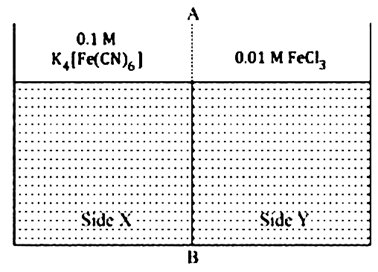 A
0.1 M
K₄[Fe(CN)₆]
0.01 M FeCl₃
Side X
Side Y
B